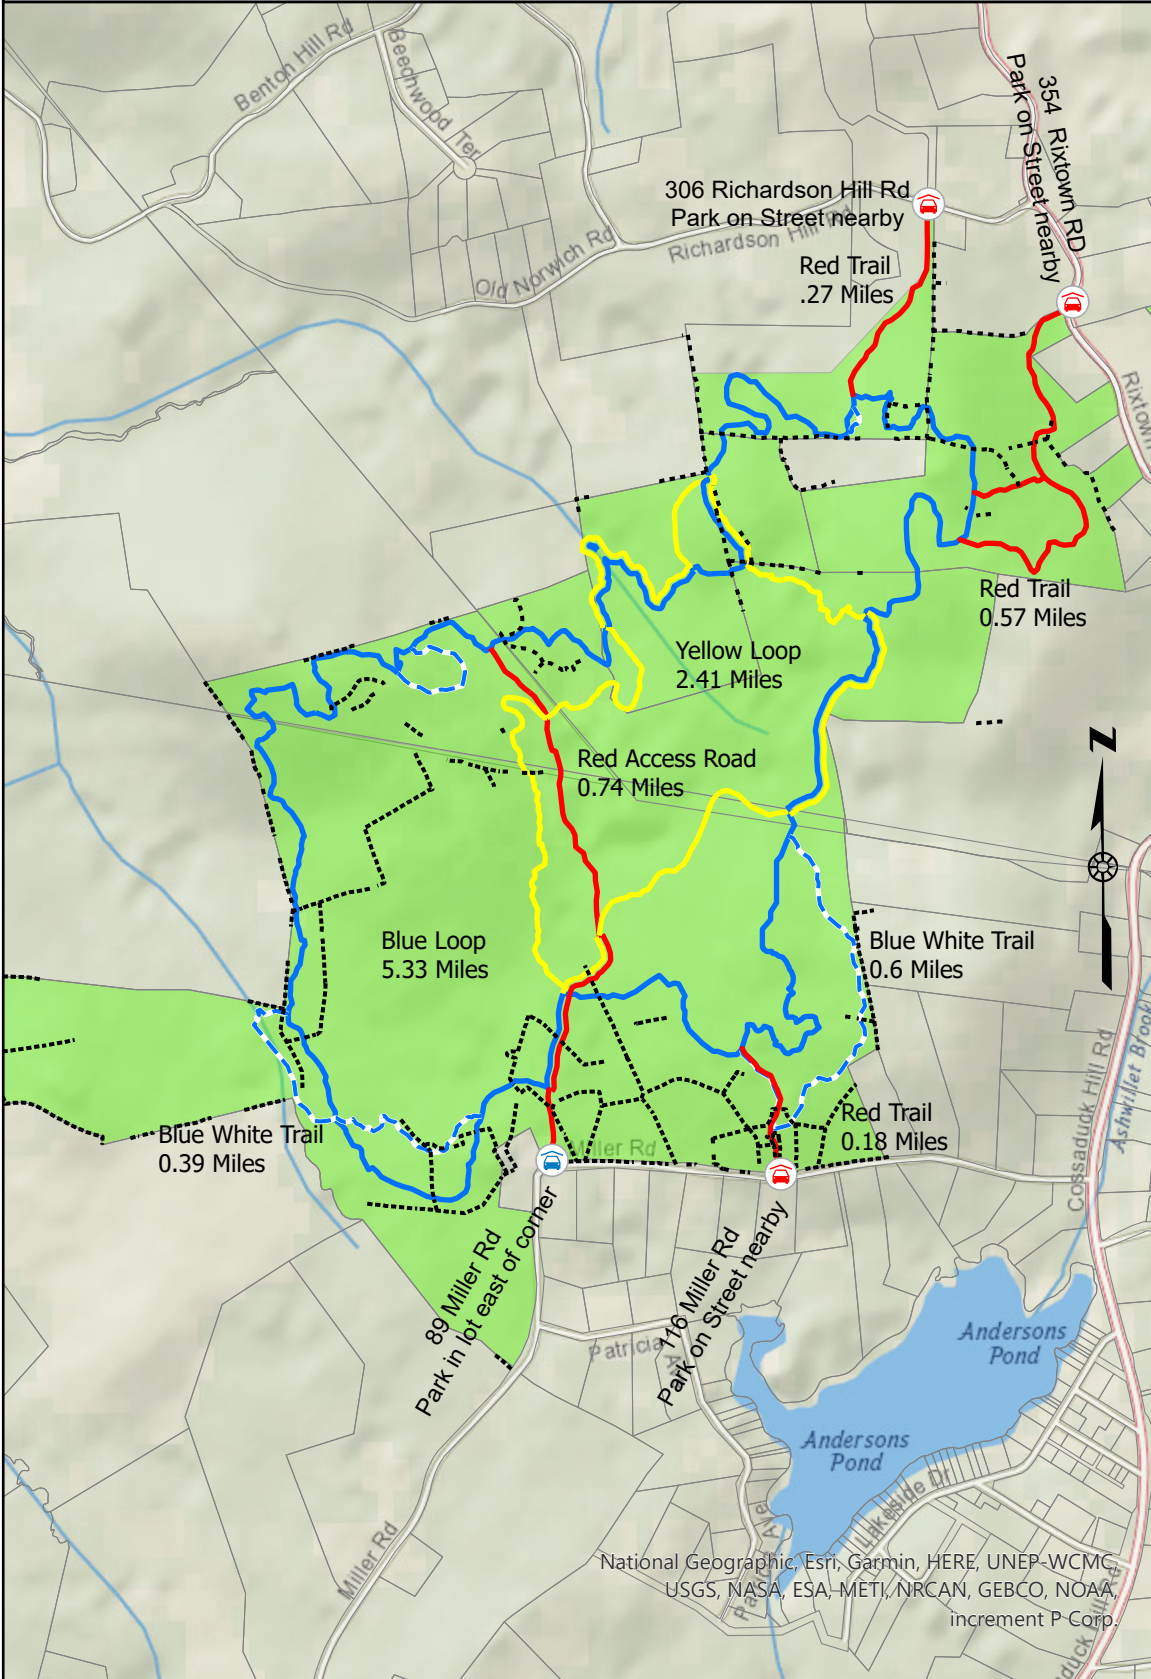 Benton Hill Rd
Beechwood Ter
354 Rixtown RD
Park on Street nearby
306 Richardson Hill Rd
Park on Street nearby
Richardson Hill Rd
Old Norwich Rd
Red Trail
.27 Miles
Rixtown
Red Trail
0.57 Miles
Yellow Loop
2.41 Miles
Red Access Road
0.74 Miles
N
Blue Loop
5.33 Miles
Blue White Trail
0.6 Miles
Cossaduck Hill Rd
Ashwillet Brook
Blue White Trail
0.39 Miles
Red Trail
0.18 Miles
Miller Rd
89 Miller Rd
Park in lot east of corner
116 Miller Rd
Park on Street nearby
Patricia
Andersons
Pond
Andersons
Pond
Lakeside Dr
Miller Rd
National Geographic, Esri, Garmin, HERE, UNEP-WCMC,
USGS, NASA, ESA, METI, NRCAN, GEBCO, NOAA,
increment P Corp.